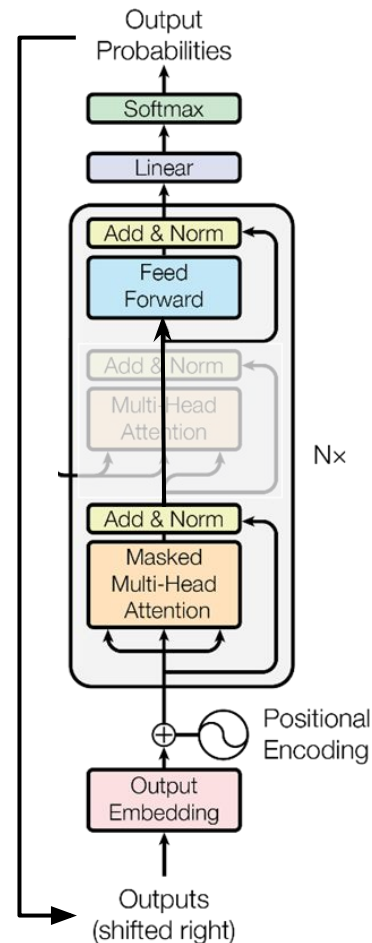 Output
Probabilities
Softmax
Linear
Add & Norm
Feed
Forward
Add & Norm
Multi-Head
Attention
N×
Add & Norm
Masked
Multi-Head
Attention
Positional
Encoding
Output
Embedding
Outputs
(shifted right)